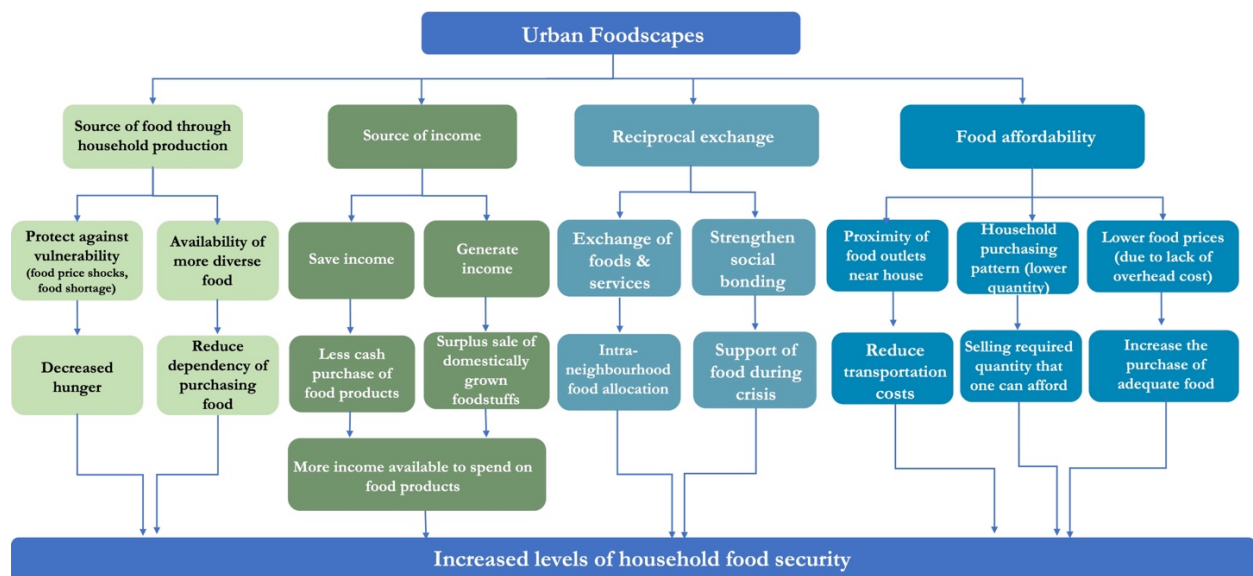 Urban Foodscapes
Source of food through
household production
Source of income
Reciprocal exchange
Food affordability
Protect against
vulnerability
(food price shocks,
food shortage)
Availability of
more diverse
food
Save income
Generate
income
Exchange of
foods &
services
Strengthen
social
bonding
Proximity of
food outlets
near house
Household
purchasing
pattern (lower
quantity)
Lower food prices
(due to lack of
overhead cost)
Decreased
hunger
Reduce
dependency of
purchasing
food
Less cash
purchase of
food products
Surplus sale of
domestically
grown
foodstuffs
Intra-
neighbourhood
food allocation
Support of
food during
crisis
Reduce
transportation
costs
Selling required
quantity that
one can afford
Increase the
purchase of
adequate food
More income available to spend on
food products
Increased levels of household food security